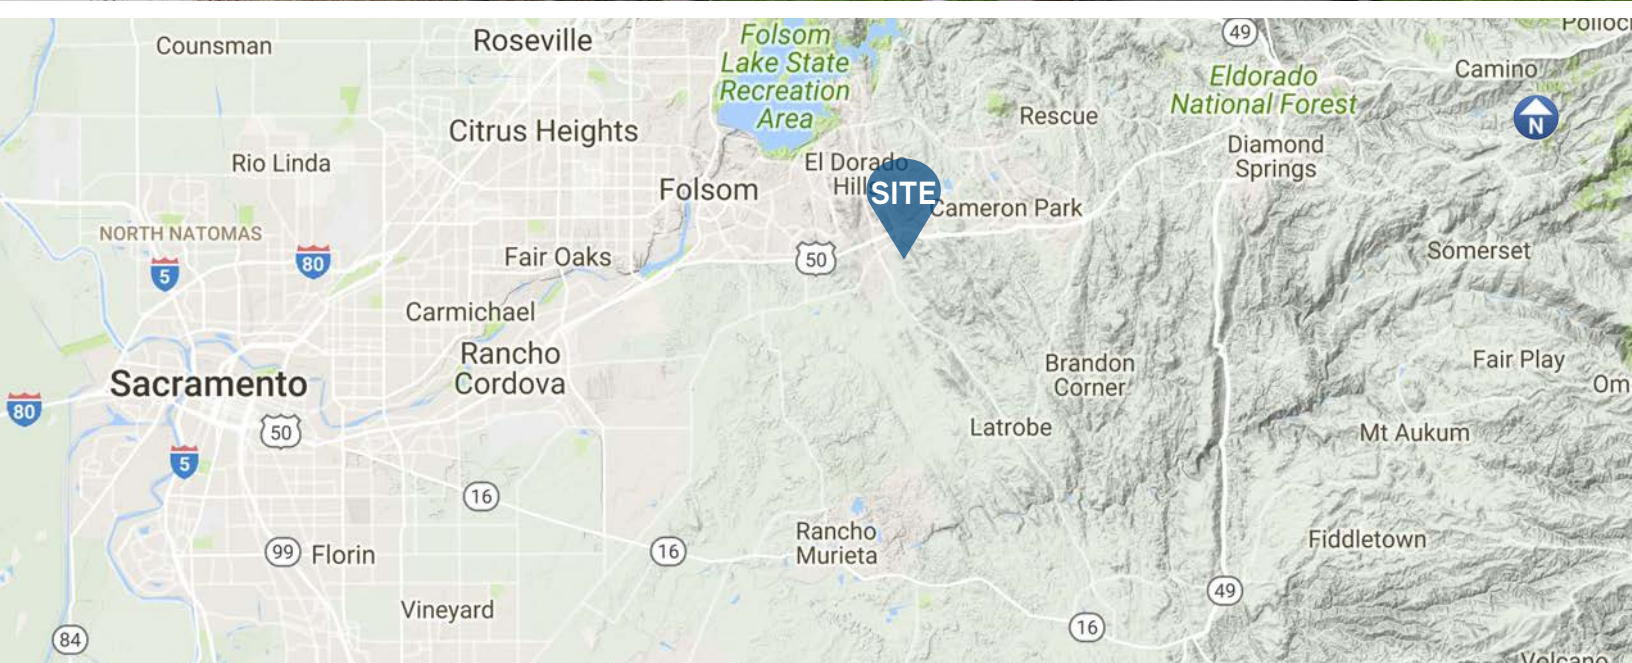 49
Counsman
Roseville
Folsom
Lake State
Recreation
Area
Camino
Eldorado
National Forest
Rescue
N
Citrus Heights
Diamond
Springs
Rio Linda
El Dorado
Folsom
SITE
Cameron Park
NORTH NATOMAS
Somerset
5
80
Fair Oaks
50
Carmichael
Rancho
Cordova
Brandon
Corner
Fair Play
Sacramento
80
50
Latrobe
Mt Aukum
5
16
Rancho
Murieta
Fiddletown
99
Florin
16
49
Vineyard
16
84